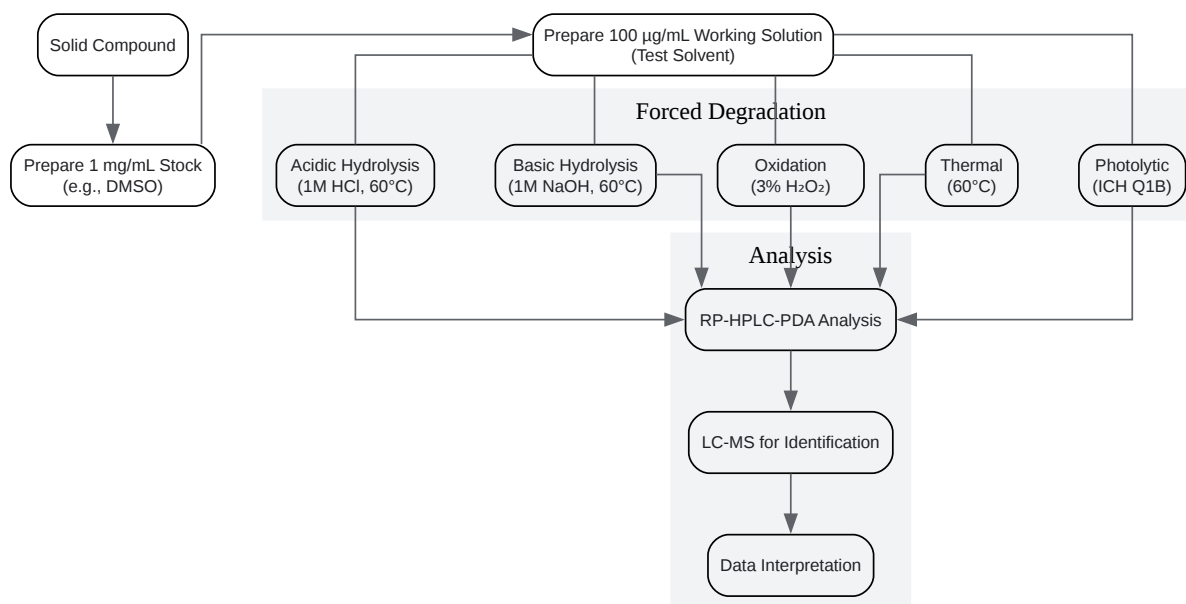 Solid Compound
Prepare 100 µg/mL Working Solution
(Test Solvent)
Forced Degradation
Prepare 1 mg/mL Stock
(e.g., DMSO)
Acidic Hydrolysis
(1M HCl, 60°C)
Basic Hydrolysis
(1M NaOH, 60°C)
Oxidation
(3% H₂O₂)
Thermal
(60°C)
Photolytic
(ICH Q1B)
Analysis
RP-HPLC-PDA Analysis
LC-MS for Identification
Data Interpretation